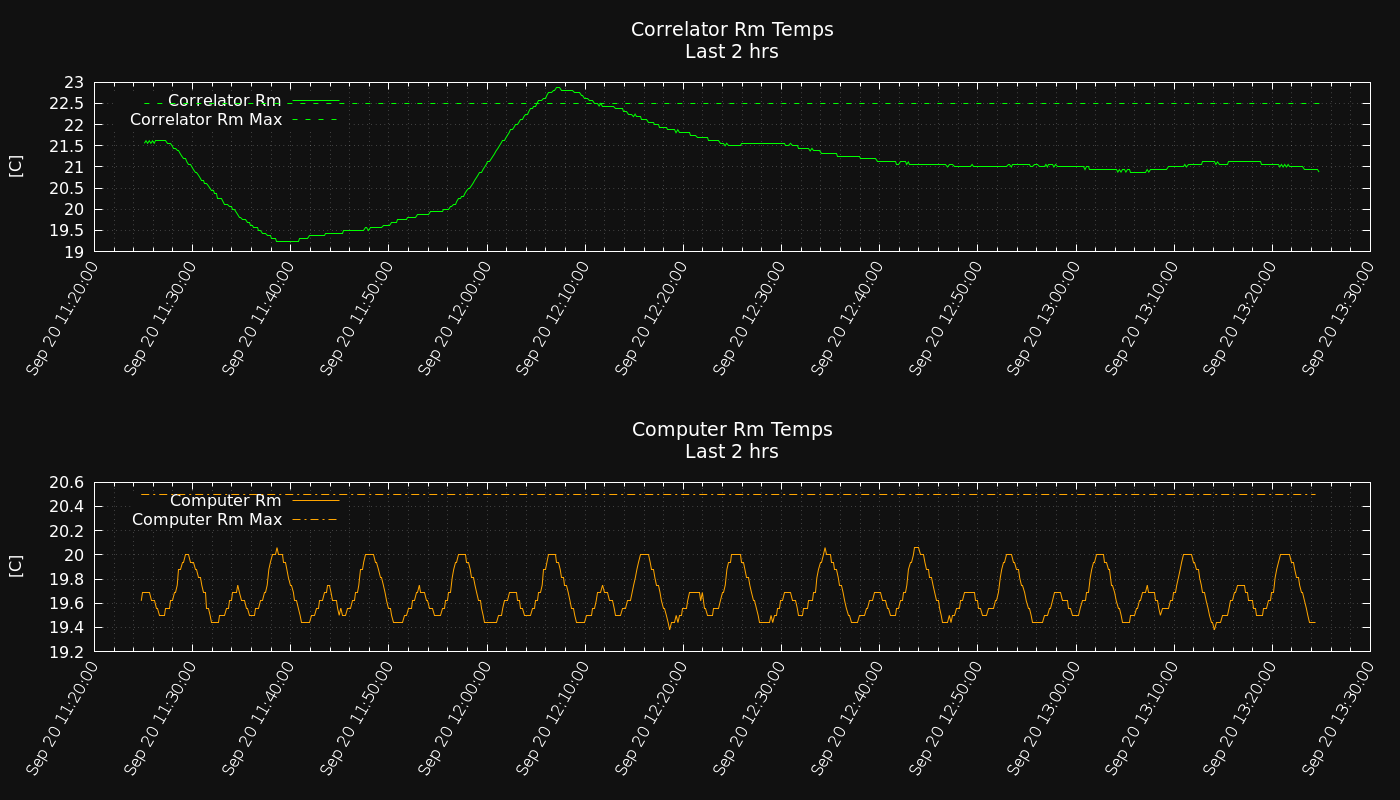 Correlator Rm Temps
Last 2 hrs
23
22.5
22
21.5
21
20.5
20
19.5
19
[C]
Correlator Rm
Correlator Rm Max
Sep 20 11:20:00
Sep 20 11:30:00
Sep 20 11:40:00
Sep 20 11:50:00
Sep 20 12:00:00
Sep 20 12:10:00
Sep 20 12:20:00
Sep 20 12:30:00
Sep 20 12:40:00
Sep 20 12:50:00
Sep 20 13:00:00
Sep 20 13:10:00
Sep 20 13:20:00
Sep 20 13:30:00
Computer Rm Temps
Last 2 hrs
20.6
20.4
20.2
20
19.8
19.6
19.4
19.2
[C]
Computer Rm
Computer Rm Max
Sep 20 11:20:00
Sep 20 11:30:00
Sep 20 11:40:00
Sep 20 11:50:00
Sep 20 12:00:00
Sep 20 12:10:00
Sep 20 12:20:00
Sep 20 12:30:00
Sep 20 12:40:00
Sep 20 12:50:00
Sep 20 13:00:00
Sep 20 13:10:00
Sep 20 13:20:00
Sep 20 13:30:00